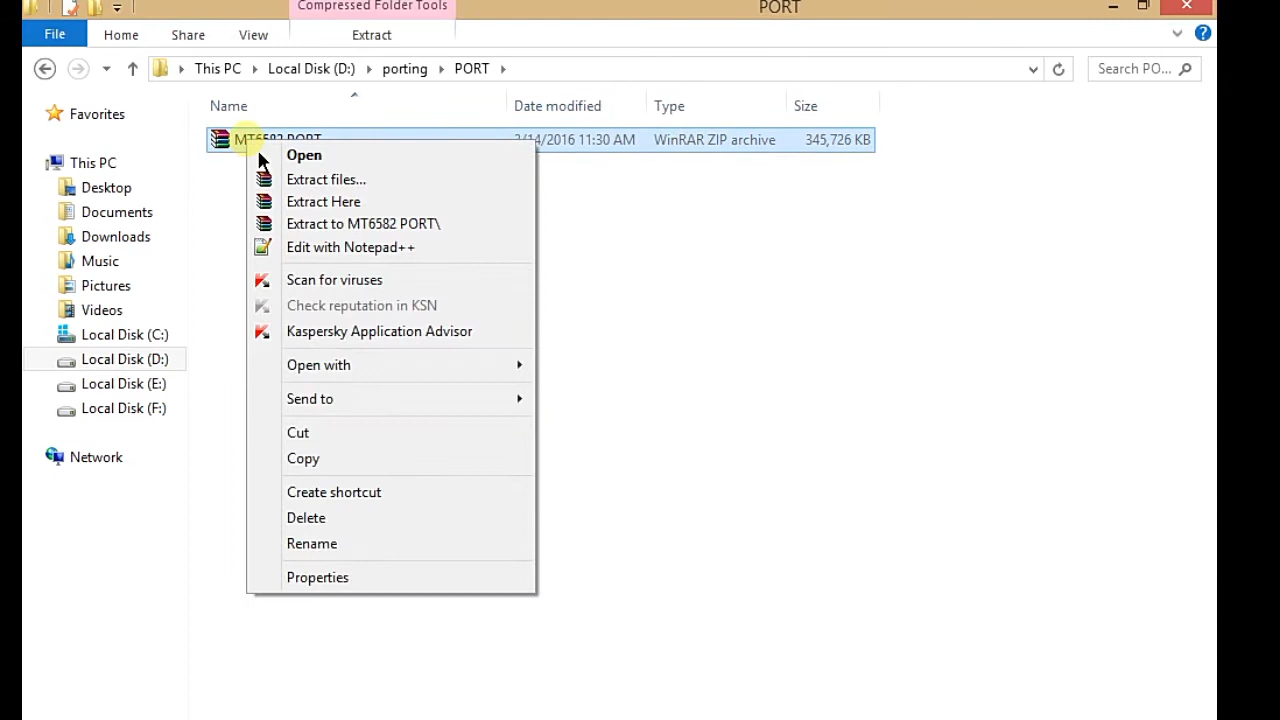 Compressed Folder Tools
PORT
File
Home
Share
View
Extract
This PC
Local Disk (D:)
porting
PORT
Search PO...
Favorites
This PC
Desktop
Documents
Downloads
Music
Pictures
Videos
Local Disk (C:)
Local Disk (D:)
Local Disk (E:)
Local Disk (F:)
Network
Name
Date modified
Type
Size
MT6582 PORT
2/14/2016 11:30 AM
WinRAR ZIP archive
345,726 KB
Open
Extract files...
Extract Here
Extract to MT6582 PORT\
Edit with Notepad++
Scan for viruses
Check reputation in KSN
Kaspersky Application Advisor
Open with
Send to
Cut
Copy
Create shortcut
Delete
Rename
Properties